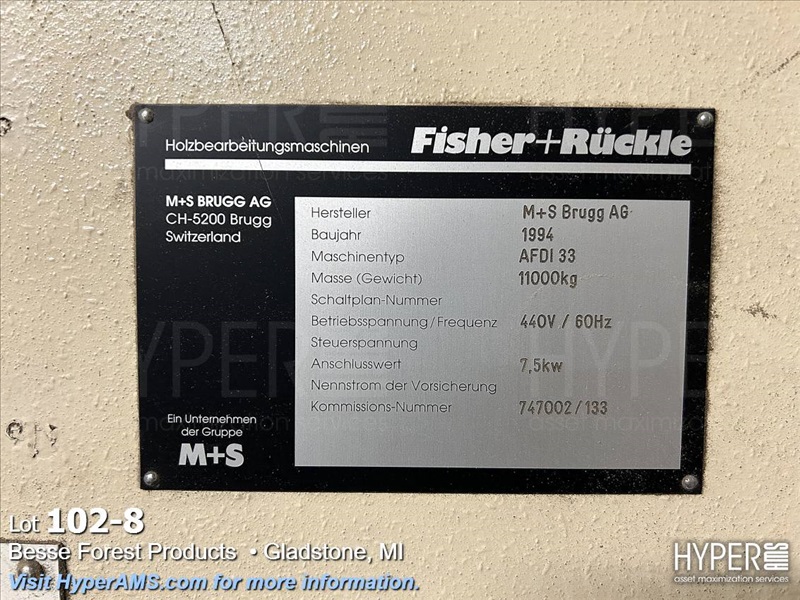 Holzbearbeitungsmaschinen Fisher+Rückle
M+S BRUGG AG
CH-5200 Brugg
Switzerland
Hersteller M+S Brugg AG
Baujahr 1994
Maschinentyp AFDI 33
Masse (Gewicht) 11000kg
Schaltplan-Nummer
Betriebsspannung/Frequenz 440V / 60Hz
Steuerspannung
Anschlusswert 7,5kw
Nennstrom der Vorsicherung
Kommissions-Nummer 747002/133
Ein Unternehmen
der Gruppe
M+S
Lot 102-8
Besse Forest Products • Gladstone, MI
Visit HyperAMS.com for more information.
HYPER AMS
asset maximization services